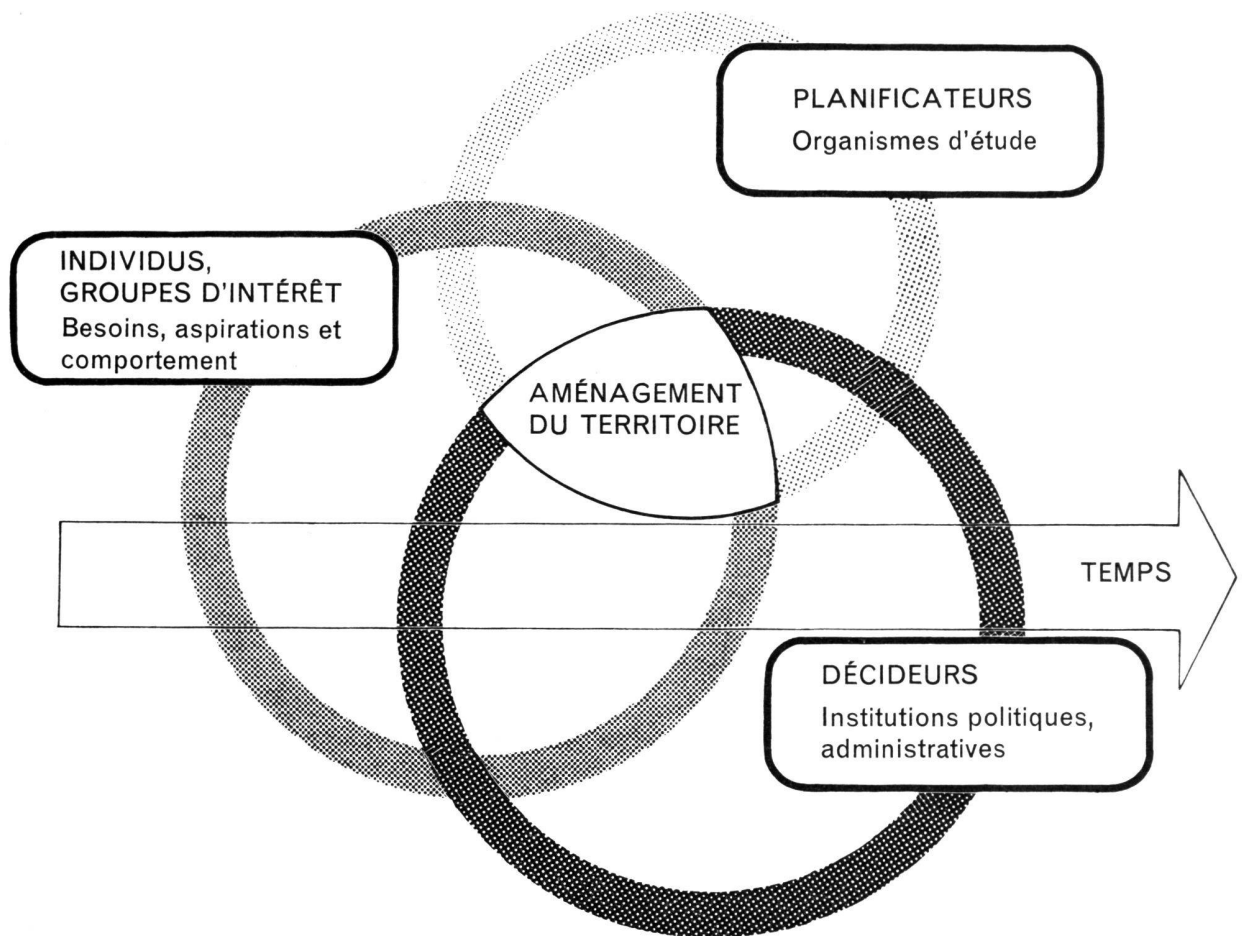 PLANIFICATEURS
Organismes d'étude
INDIVIDUS,
GROUPES D'INTÉRÊT
Besoins, aspirations et
comportement
AMÉNAGEMENT
DU TERRITOIRE
TEMPS
DÉCIDEURS
Institutions politiques,
administratives